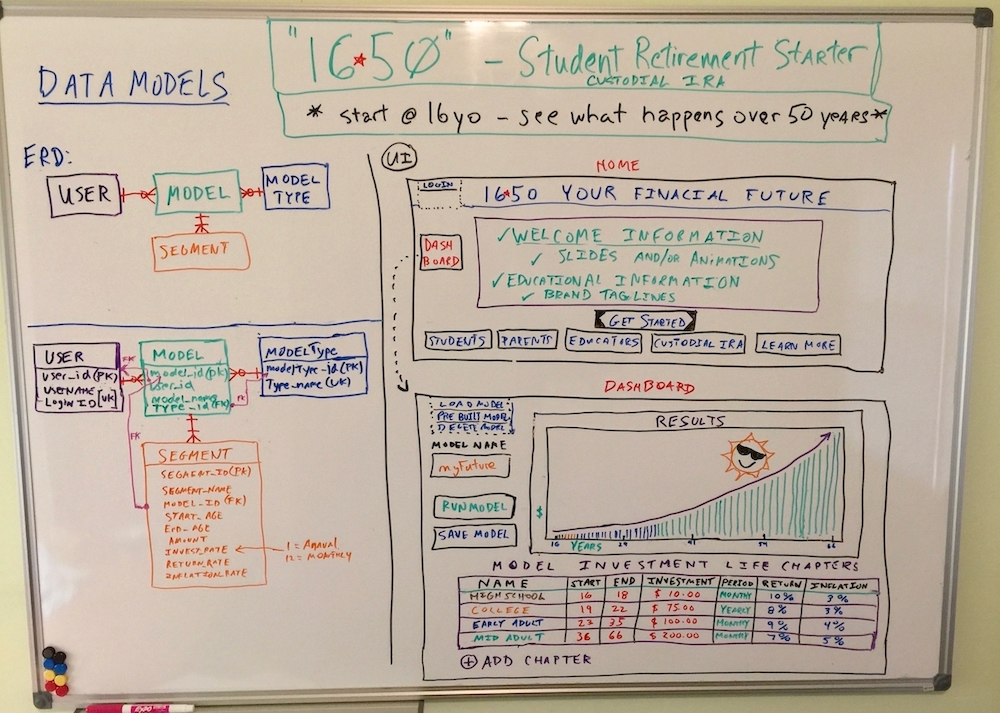 "16*50" - Student Retirement Starter
CUSTODIAL IRA
* start @ 16yo - see what happens over 50 years*
DATA MODELS
ERD:
USER
MODEL
MODEL TYPE
SEGMENT
USER
user_id (PK)
USERNAME
Login ID [UK]
FK
MODEL
model_id (PK)
user_id
model_name
TYPE_id (FK)
FK
MODELType
modelType_id (PK)
Type_name (UK)
FK
SEGMENT
SEGMENT_ID (PK)
SEGMENT_NAME
MODEL_ID (FK)
START_AGE
END_AGE
AMOUNT
INVEST_RATE
RETURN_RATE
INFLATION_RATE
1 = Annual
12 = MONTHLY
UI
HOME
LOGIN
16*50 YOUR FINACIAL FUTURE
DASH
BOARD
✓WELCOME INFORMATION
✓ SLIDES AND/OR ANIMATIONS
✓EDUCATIONAL INFORMATION
✓ BRAND TAGLINES
GET STARTED
STUDENTS
PARENTS
EDUCATORS
CUSTODIAL IRA
LEARN MORE
DASHBOARD
LOAD MODEL
PRE BUILT MODEL
DELETE MODEL
MODEL NAME
myFuture
RUN MODEL
SAVE MODEL
RESULTS
$
16
YEARS
66
MODEL INVESTMENT LIFE CHAPTERS
NAME START END INVESTMENT PERIOD RETURN INFLATION
HIGH SCHOOL 16 18 $ 10.00 MONTHLY 10% 3%
COLLEGE 19 22 $ 75.00 YEARLY 8% 3%
EARLY ADULT 23 35 $ 100.00 MONTHLY 9% 4%
MID ADULT 36 66 $ 200.00 MONTHLY 7% 5%
+ ADD CHAPTER
EXPO